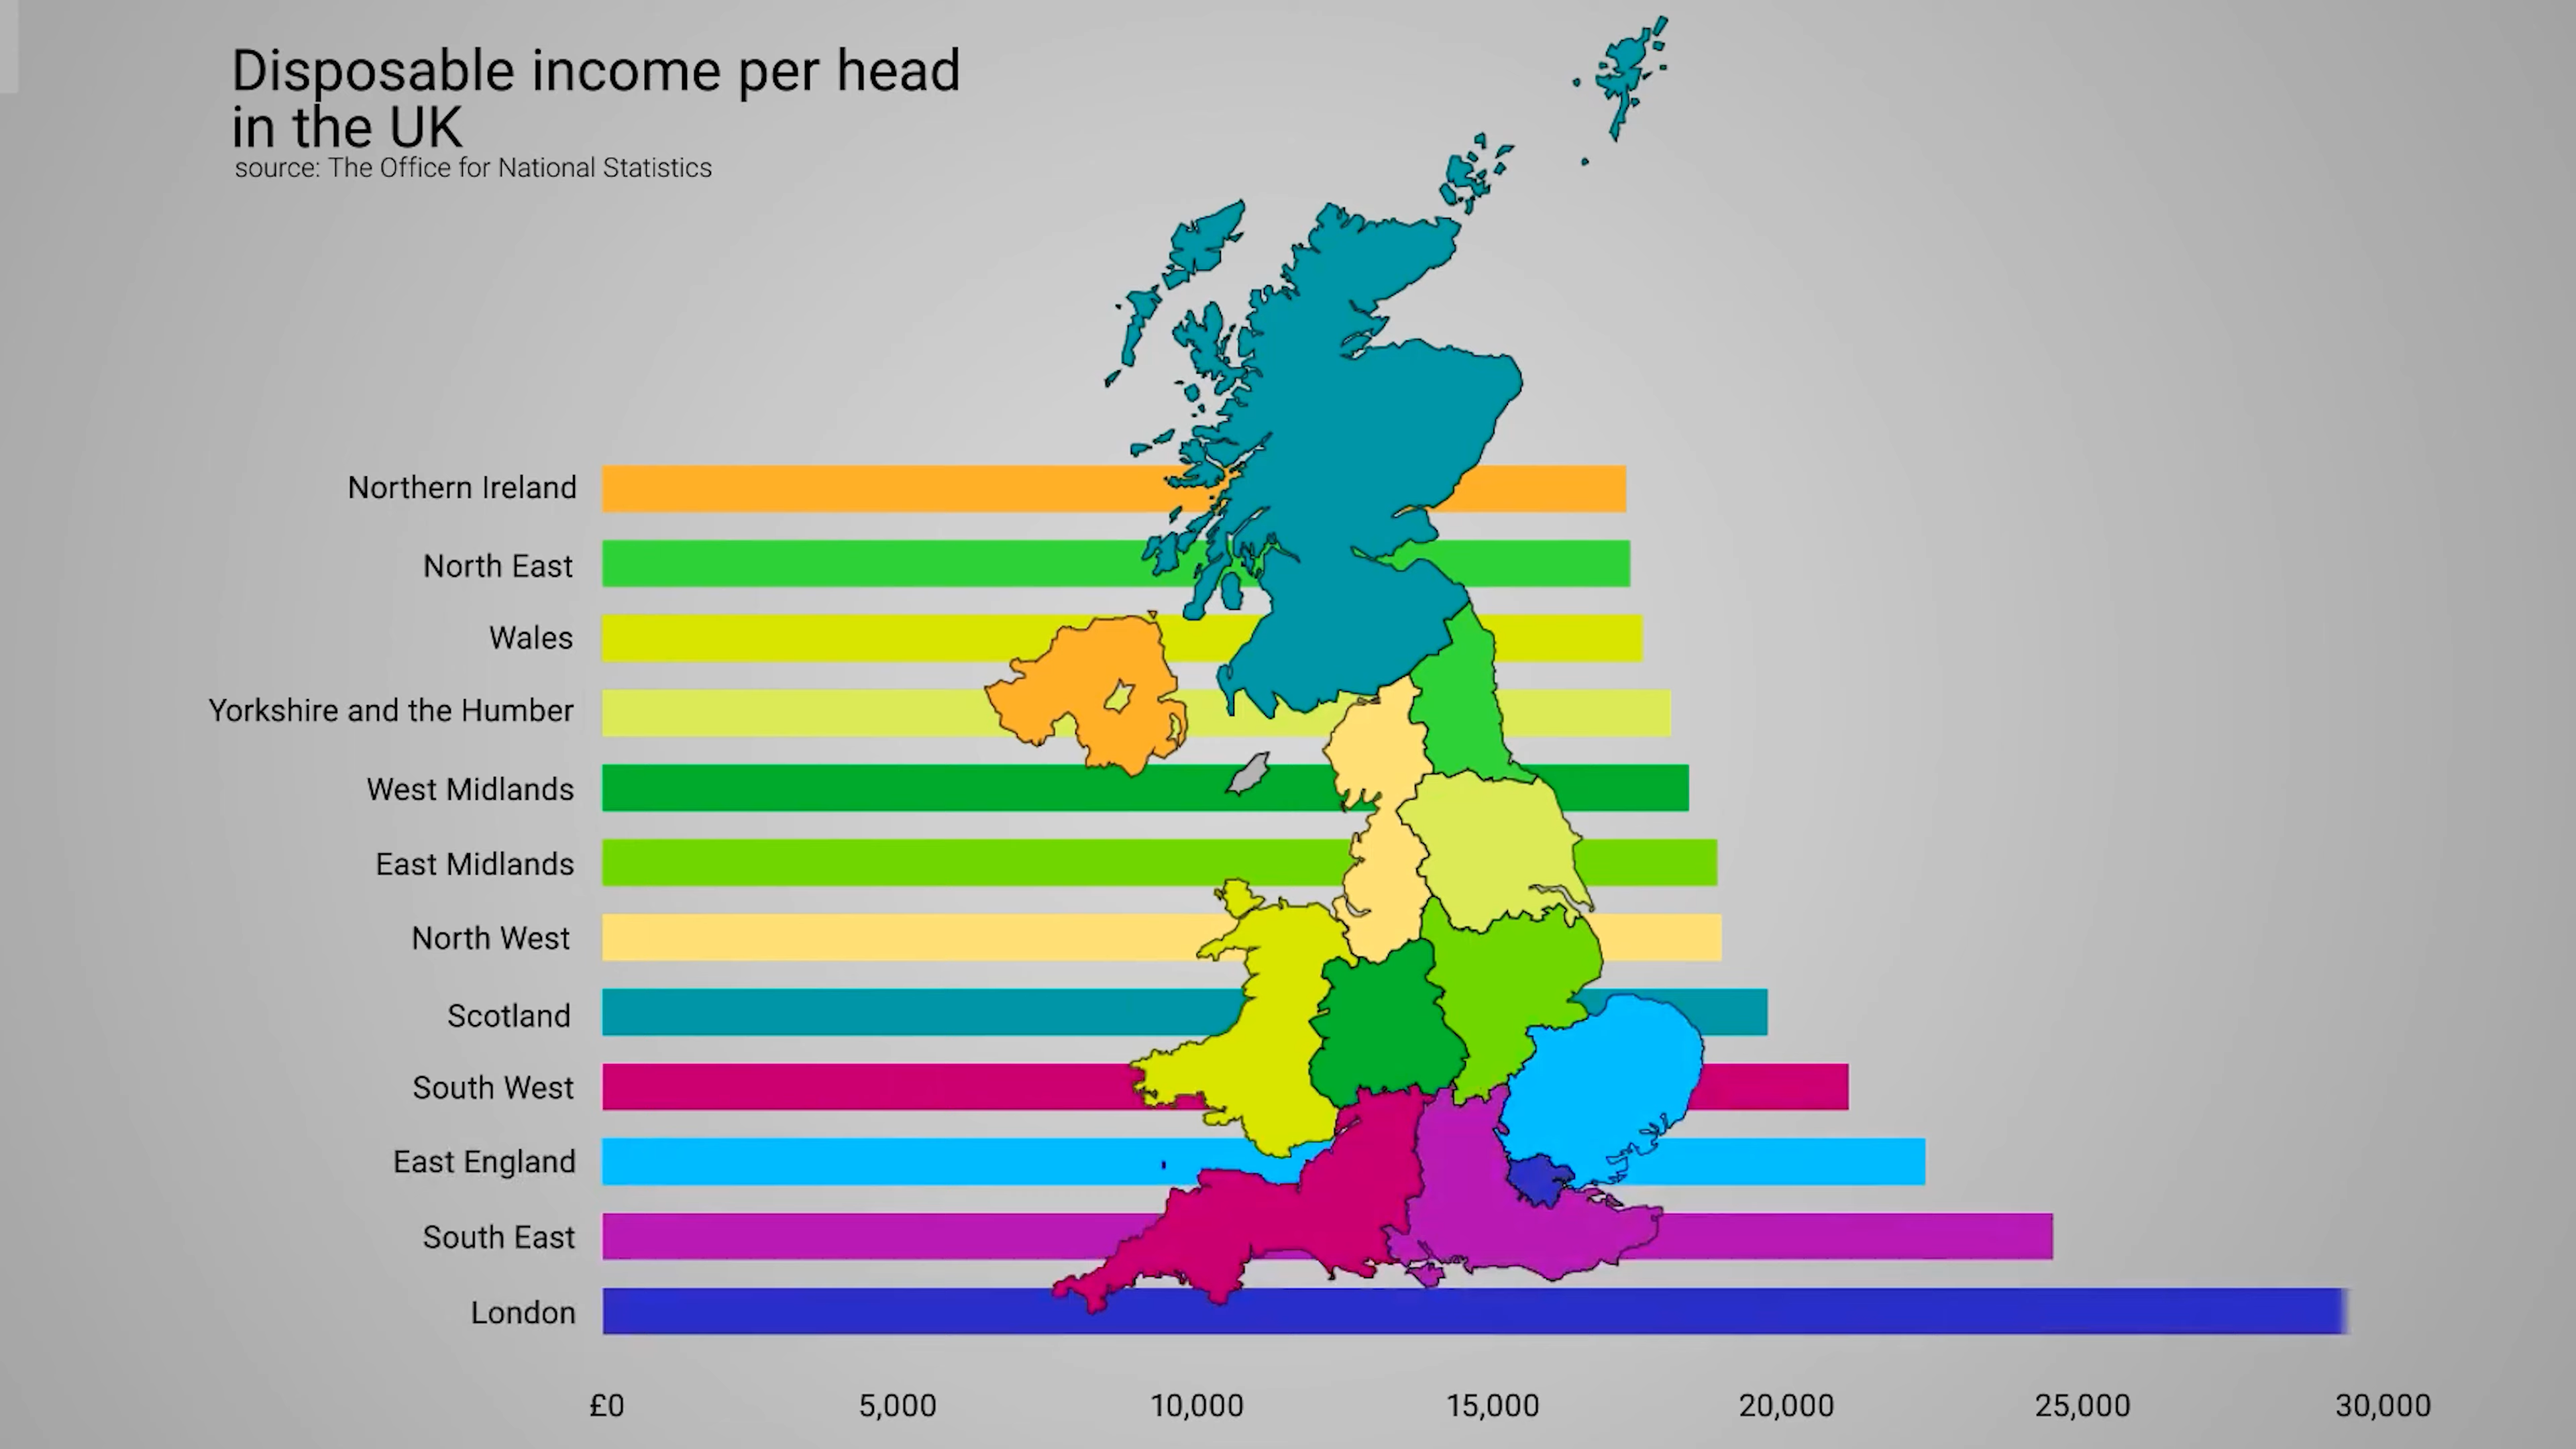 Disposable income per head
in the UK
source: The Office for National Statistics
Northern Ireland
North East
Wales
Yorkshire and the Humber
West Midlands
East Midlands
North West
Scotland
South West
East England
South East
London
£0 5,000 10,000 15,000 20,000 25,000 30,000